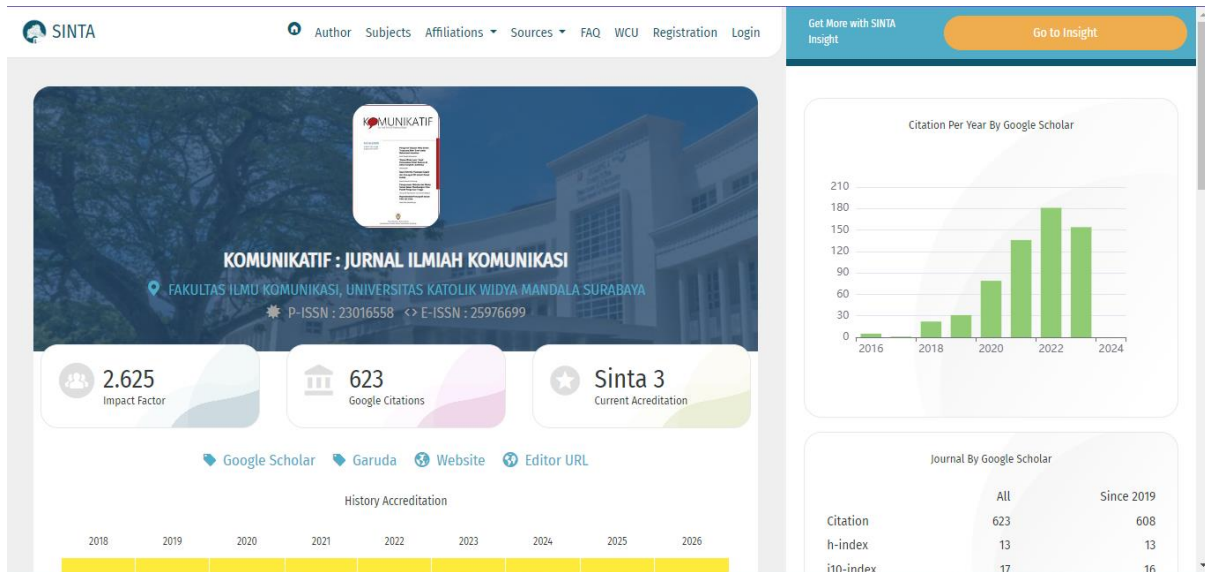 SINTA
Author Subjects Affiliations Sources FAQ WCU Registration Login
Get More with SINTA
Insight
Go to Insight
KOMUNIKATIF
KOMUNIKATIF : JURNAL ILMIAH KOMUNIKASI
FAKULTAS ILMU KOMUNIKASI, UNIVERSITAS KATOLIK WIDYA MANDALA SURABAYA
P-ISSN : 23016558 <> E-ISSN : 25976699
2.625
Impact Factor
623
Google Citations
Sinta 3
Current Acreditation
Google Scholar Garuda Website Editor URL
History Accreditation
2018 2019 2020 2021 2022 2023 2024 2025 2026
Citation Per Year By Google Scholar
210
180
150
120
90
60
30
0
2016 2018 2020 2022 2024
Journal By Google Scholar
All Since 2019
Citation 623 608
h-index 13 13
i10-index 17 16